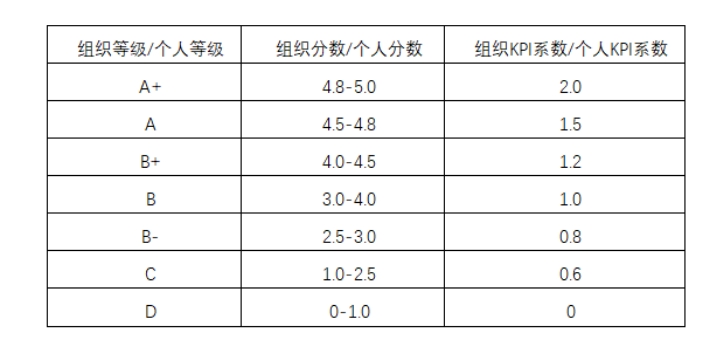 组织等级/个人等级 组织分数/个人分数 组织KPI系数/个人KPI系数
A+ 4.8-5.0 2.0
A 4.5-4.8 1.5
B+ 4.0-4.5 1.2
B 3.0-4.0 1.0
B- 2.5-3.0 0.8
C 1.0-2.5 0.6
D 0-1.0 0